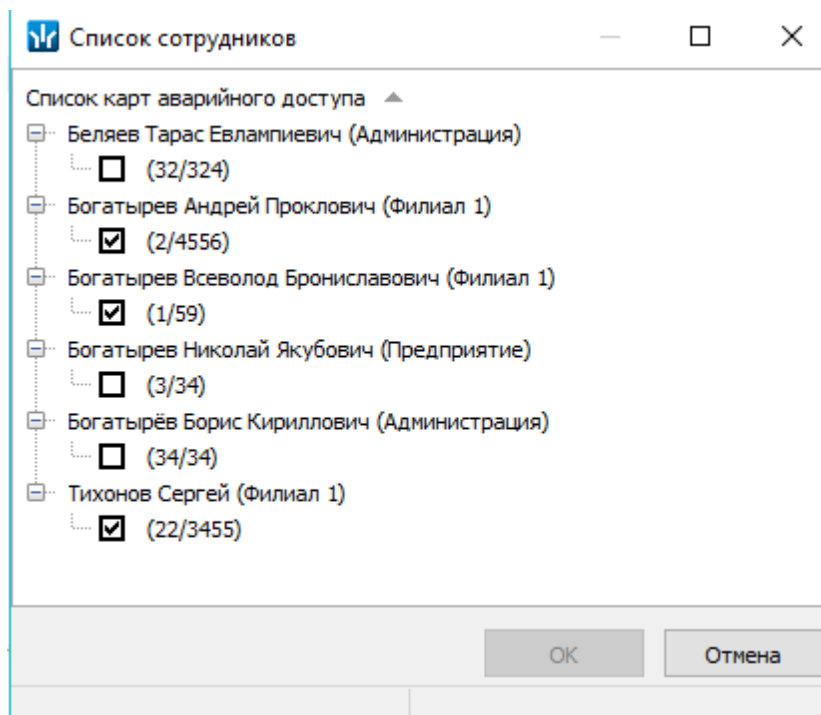 Список сотрудников
Список карт аварийного доступа
Беляев Тарас Евлампиевич (Администрация)
(32/324)
Богатырев Андрей Проклович (Филиал 1)
(2/4556)
Богатырев Всеволод Брониславович (Филиал 1)
(1/59)
Богатырев Николай Якубович (Предприятие)
(3/34)
Богатырёв Борис Кириллович (Администрация)
(34/34)
Тихонов Сергей (Филиал 1)
(22/3455)
OK Отмена